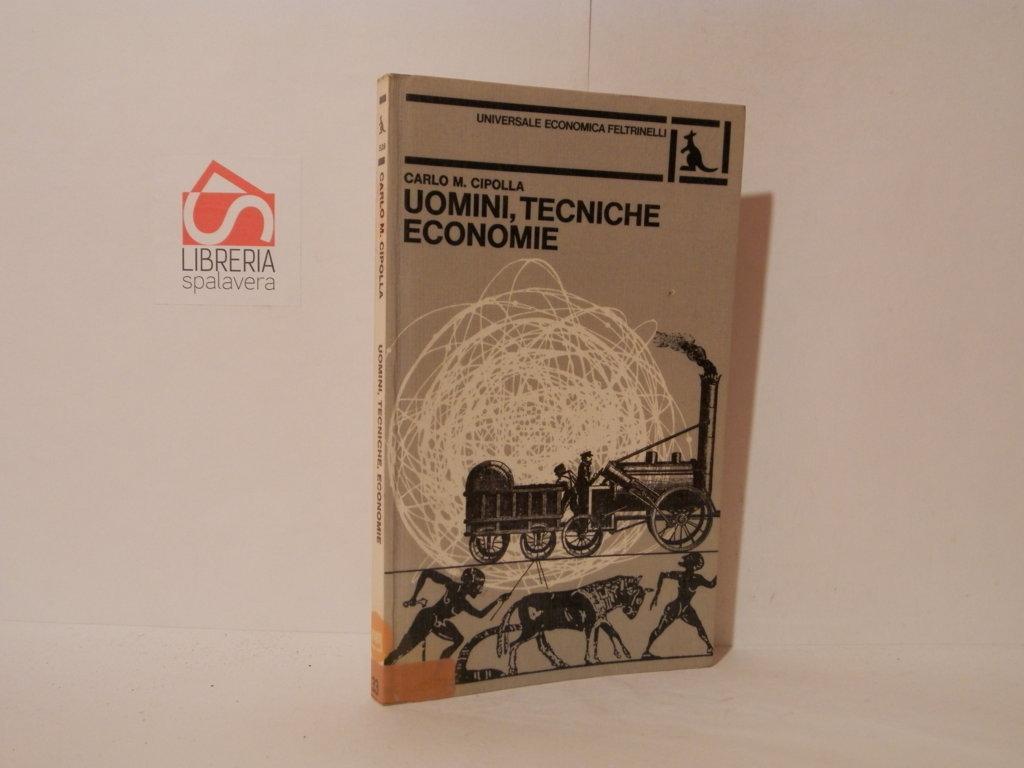 LIBRERIA
spalavera
UNIVERSALE ECONOMICA FELTRINELLI
CARLO M. CIPOLLA
UOMINI, TECNICHE
ECONOMIE
CARLO M. CIPOLLA
UOMINI, TECNICHE, ECONOMIE